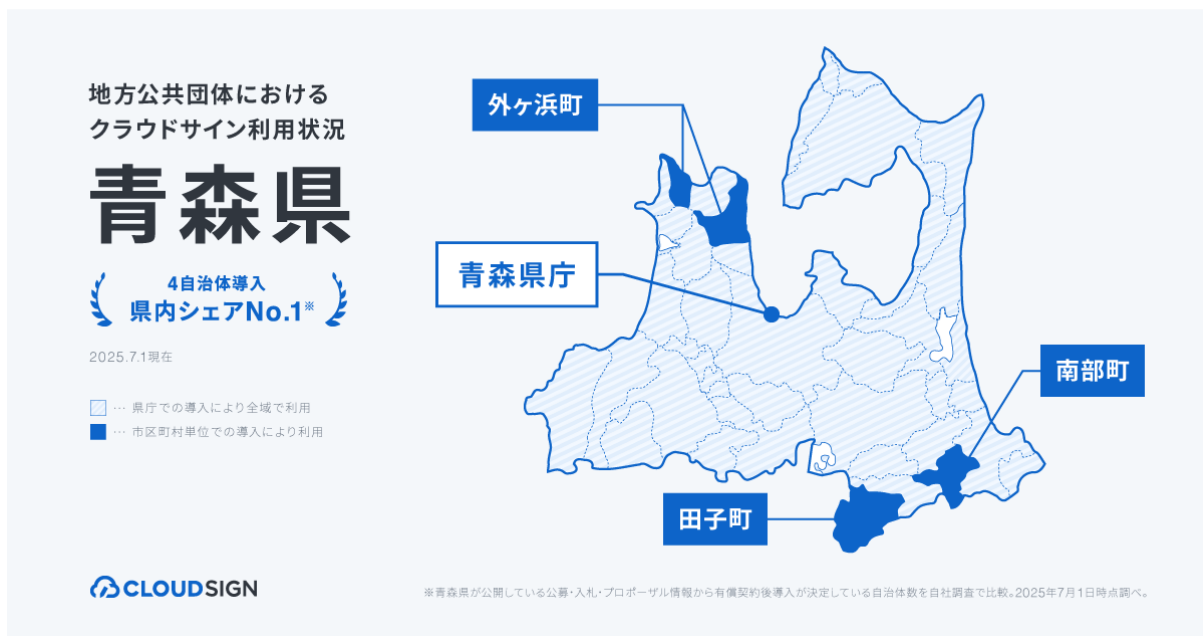 地方公共団体における
クラウドサイン利用状況
青森県
4自治体導入
県内シェアNo.1※
2025.7.1現在
… 県庁での導入により全域で利用
… 市区町村単位での導入により利用
外ヶ浜町
青森県庁
南部町
田子町
CLOUDSIGN
※青森県が公開している公募・入札・プロポーザル情報から有償契約後導入が決定している自治体数を自社調査で比較。2025年7月1日時点調べ。